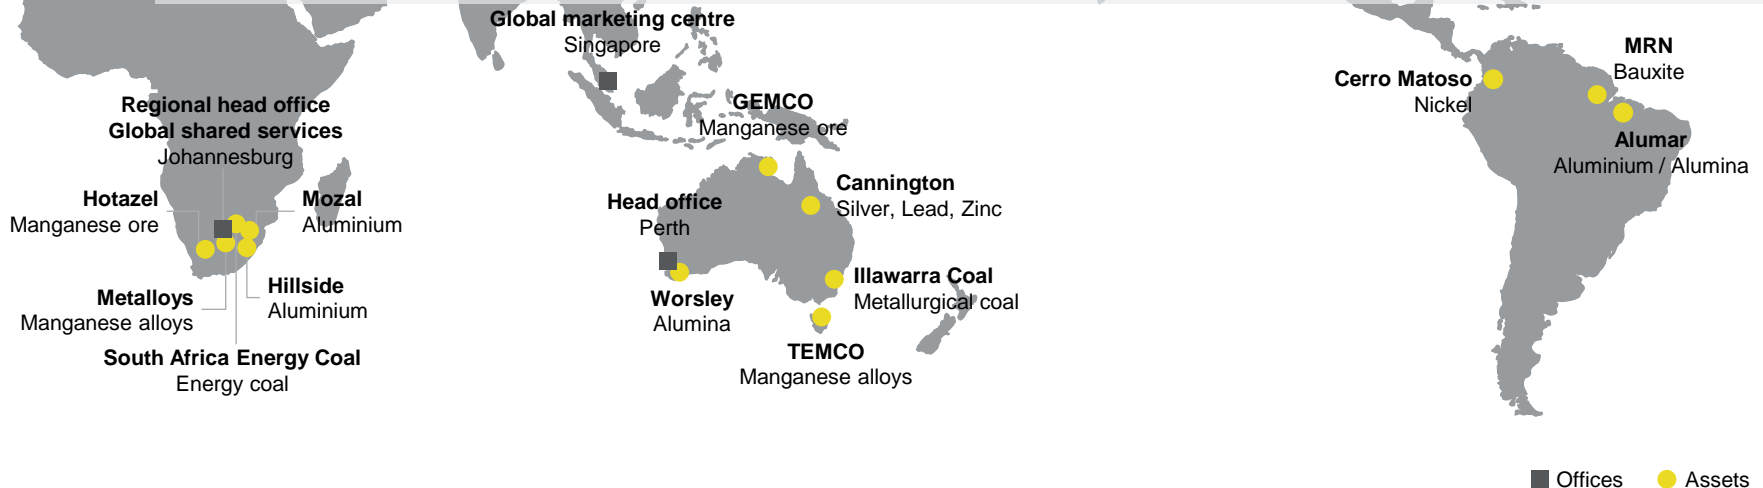 Global marketing centre
Singapore
MRN
Bauxite
Cerro Matoso
Nickel
Regional head office
Global shared services
Johannesburg
GEMCO
Manganese ore
Alumar
Aluminium / Alumina
Hotazel
Manganese ore
Mozal
Aluminium
Head office
Perth
Cannington
Silver, Lead, Zinc
Metalloys
Manganese alloys
Hillside
Aluminium
Worsley
Alumina
Illawarra Coal
Metallurgical coal
South Africa Energy Coal
Energy coal
TEMCO
Manganese alloys
Offices
Assets